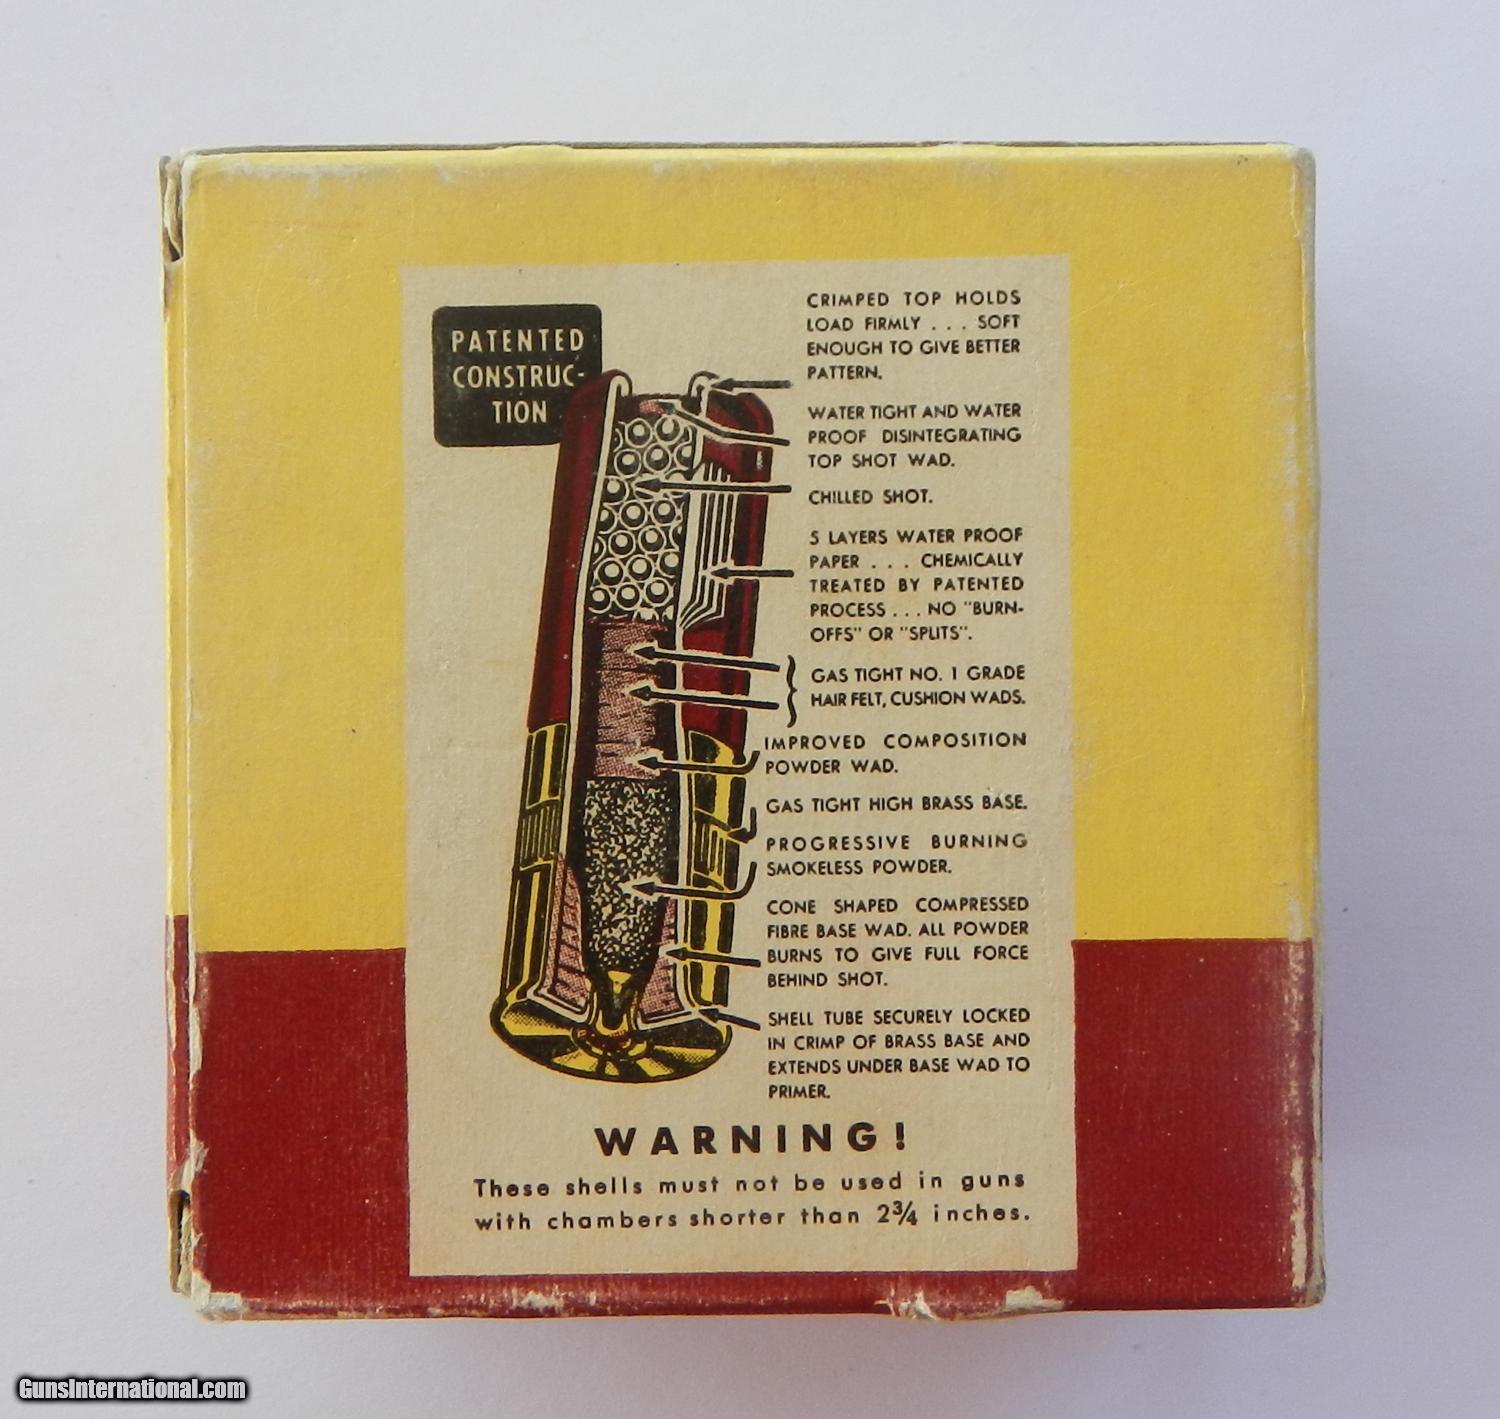 PATENTED
CONSTRUC-
TION
CRIMPED TOP HOLDS
LOAD FIRMLY . . . SOFT
ENOUGH TO GIVE BETTER
PATTERN.
WATER TIGHT AND WATER
PROOF DISINTEGRATING
TOP SHOT WAD.
CHILLED SHOT.
5 LAYERS WATER PROOF
PAPER . . . CHEMICALLY
TREATED BY PATENTED
PROCESS . . . NO "BURN-
OFFS" OR "SPLITS".
GAS TIGHT NO. 1 GRADE
HAIR FELT, CUSHION WADS.
IMPROVED COMPOSITION
POWDER WAD.
GAS TIGHT HIGH BRASS BASE.
PROGRESSIVE BURNING
SMOKELESS POWDER.
CONE SHAPED COMPRESSED
FIBRE BASE WAD. ALL POWDER
BURNS TO GIVE FULL FORCE
BEHIND SHOT.
SHELL TUBE SECURELY LOCKED
IN CRIMP OF BRASS BASE AND
EXTENDS UNDER BASE WAD TO
PRIMER.
WARNING!
These shells must not be used in guns
with chambers shorter than 2¾ inches.
GunsInternational.com